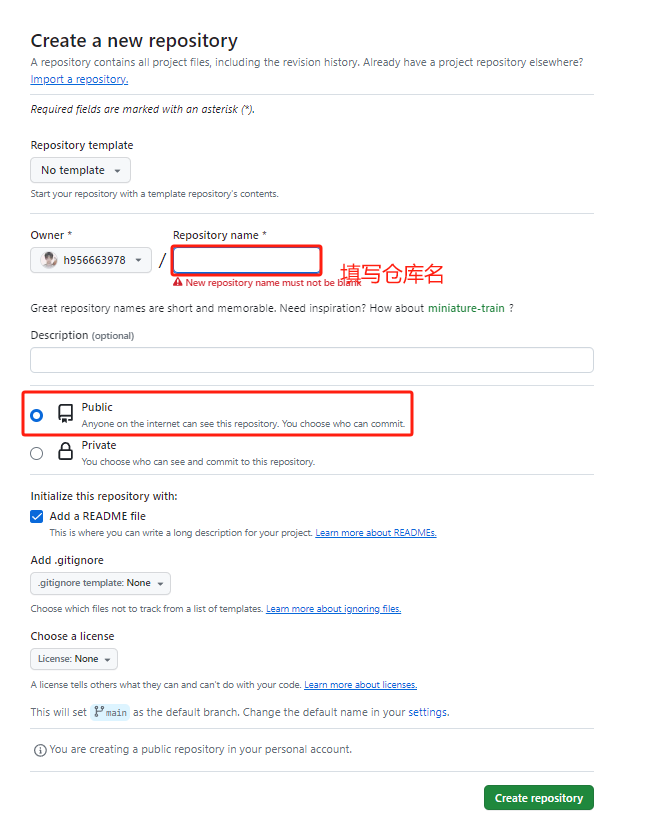 Create a new repository
A repository contains all project files, including the revision history. Already have a project repository elsewhere?
Import a repository.
Required fields are marked with an asterisk (*).
Repository template
No template
Start your repository with a template repository's contents.
Owner *
Repository name *
h956663978
/
填写仓库名
New repository name must not be blank
Great repository names are short and memorable. Need inspiration? How about miniature-train ?
Description (optional)
Public
Anyone on the internet can see this repository. You choose who can commit.
Private
You choose who can see and commit to this repository.
Initialize this repository with:
Add a README file
This is where you can write a long description for your project. Learn more about READMEs.
Add .gitignore
.gitignore template: None
Choose which files not to track from a list of templates. Learn more about ignoring files.
Choose a license
License: None
A license tells others what they can and can't do with your code. Learn more about licenses.
This will set main as the default branch. Change the default name in your settings.
You are creating a public repository in your personal account.
Create repository